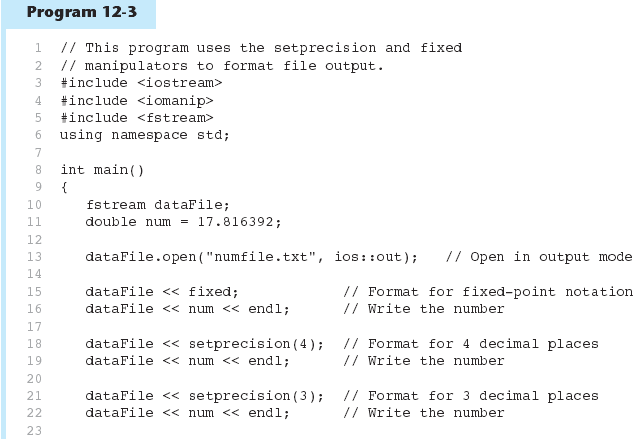 Program 12-3
1 // This program uses the setprecision and fixed
2 // manipulators to format file output.
3 #include <iostream>
4 #include <iomanip>
5 #include <fstream>
6 using namespace std;
7
8 int main()
9 {
10 fstream dataFile;
11 double num = 17.816392;
12
13 dataFile.open("numfile.txt", ios::out); // Open in output mode
14
15 dataFile << fixed; // Format for fixed-point notation
16 dataFile << num << endl; // Write the number
17
18 dataFile << setprecision(4); // Format for 4 decimal places
19 dataFile << num << endl; // Write the number
20
21 dataFile << setprecision(3); // Format for 3 decimal places
22 dataFile << num << endl; // Write the number
23